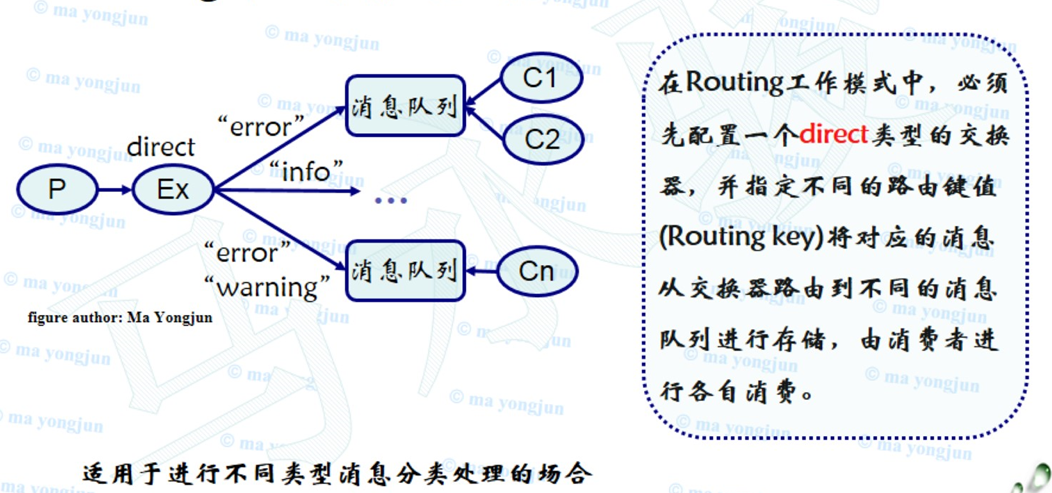 © ma yongjun
direct
"error"
"info"
"error"
"warning"
P
Ex
消息队列
...
消息队列
C1
C2
Cn
figure author: Ma Yongjun
在Routing工作模式中，必须
先配置一个direct类型的交换
器，并指定不同的路由键值
(Routing key)将对应的消息
从交换器路由到不同的消息
队列进行存储，由消费者进
行各自消费。
适用于进行不同类型消息分类处理的场合